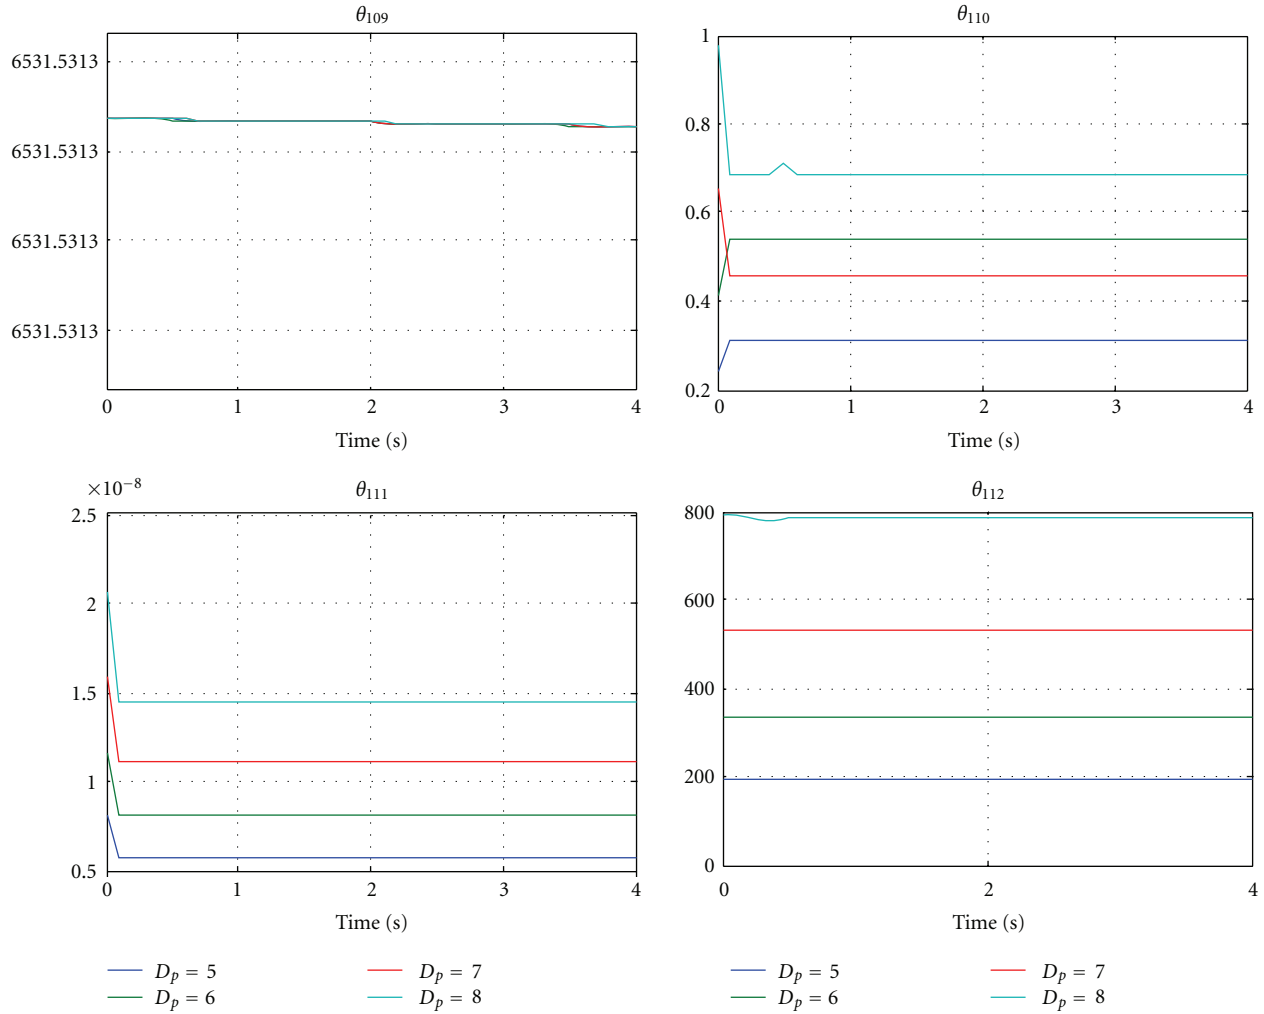 θ109
6531.5313
6531.5313
6531.5313
6531.5313
0 1 2 3 4
Time (s)
θ110
1
0.8
0.6
0.4
0.2
0 1 2 3 4
Time (s)
×10−8
θ111
2.5
2
1.5
1
0.5
0 1 2 3 4
Time (s)
θ112
800
600
400
200
0
0 2 4
Time (s)
Dp = 5
Dp = 6
Dp = 7
Dp = 8
Dp = 5
Dp = 6
Dp = 7
Dp = 8